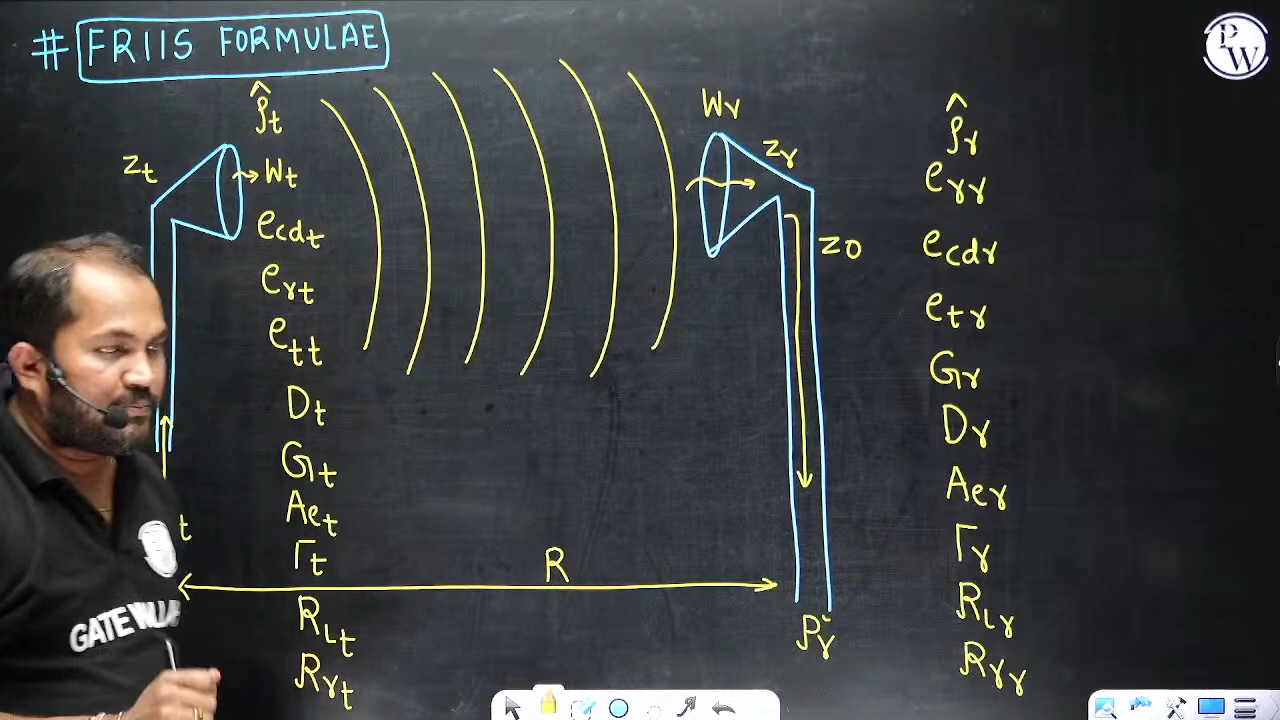 # FRIIS FORMULAE
PW
ρ̂t
Zt
Wt
ecdt
ert
ett
Dt
Gt
Aet
Γt
RLt
Rrt
t
R
Wr
Zr
Z0
Pr
ρ̂r
err
ecdr
etr
Gr
Dr
Aer
Γr
RLr
Rrr
GATE WALLAH